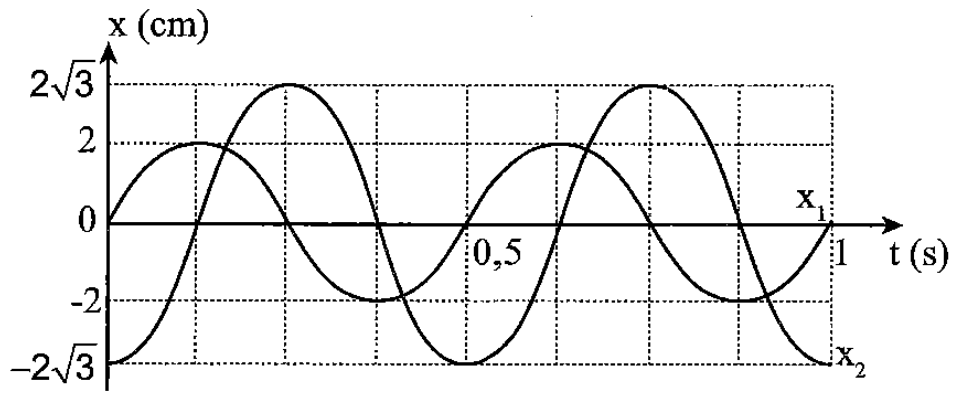 x (cm)
2√3
2
0
-2
–2√3
0,5
x₁
1
t (s)
x₂